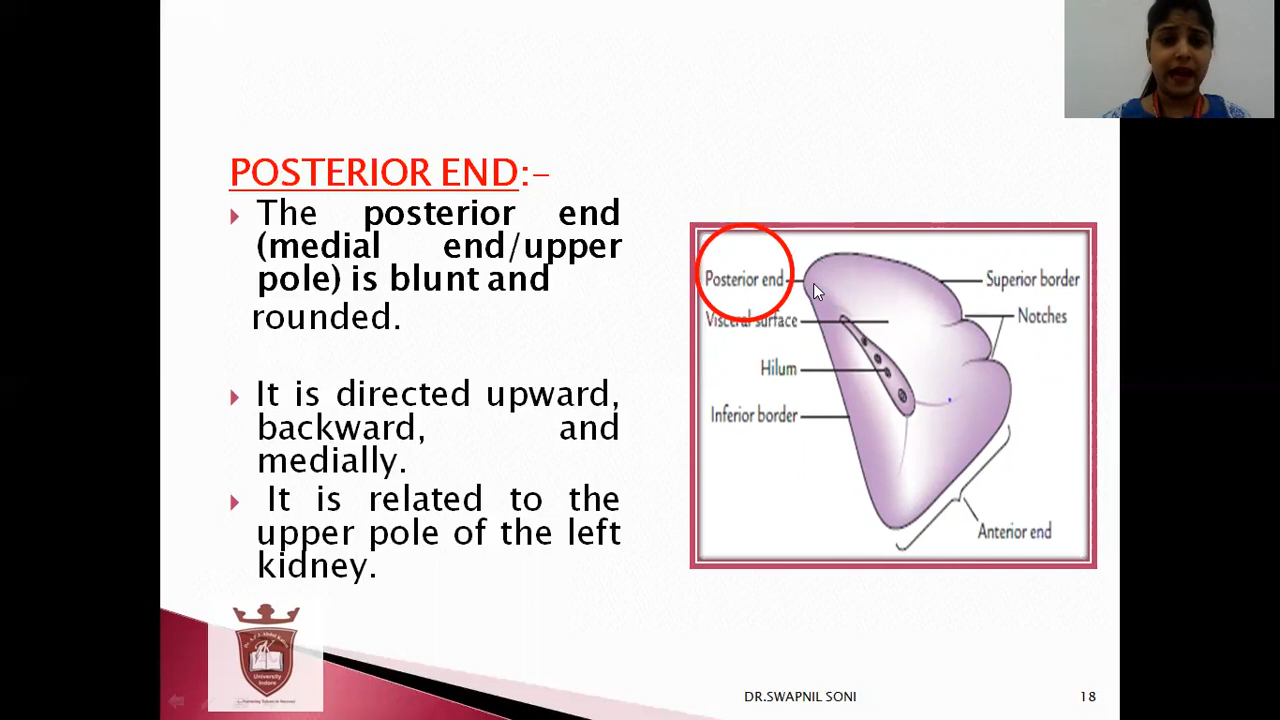 POSTERIOR END:-
The posterior end
(medial end/upper
pole) is blunt and
rounded.
It is directed upward,
backward, and
medially.
It is related to the
upper pole of the left
kidney.
Posterior end
Superior border
Visceral surface
Notches
Hilum
Inferior border
Anterior end
University
Indore
DR.SWAPNIL SONI
18